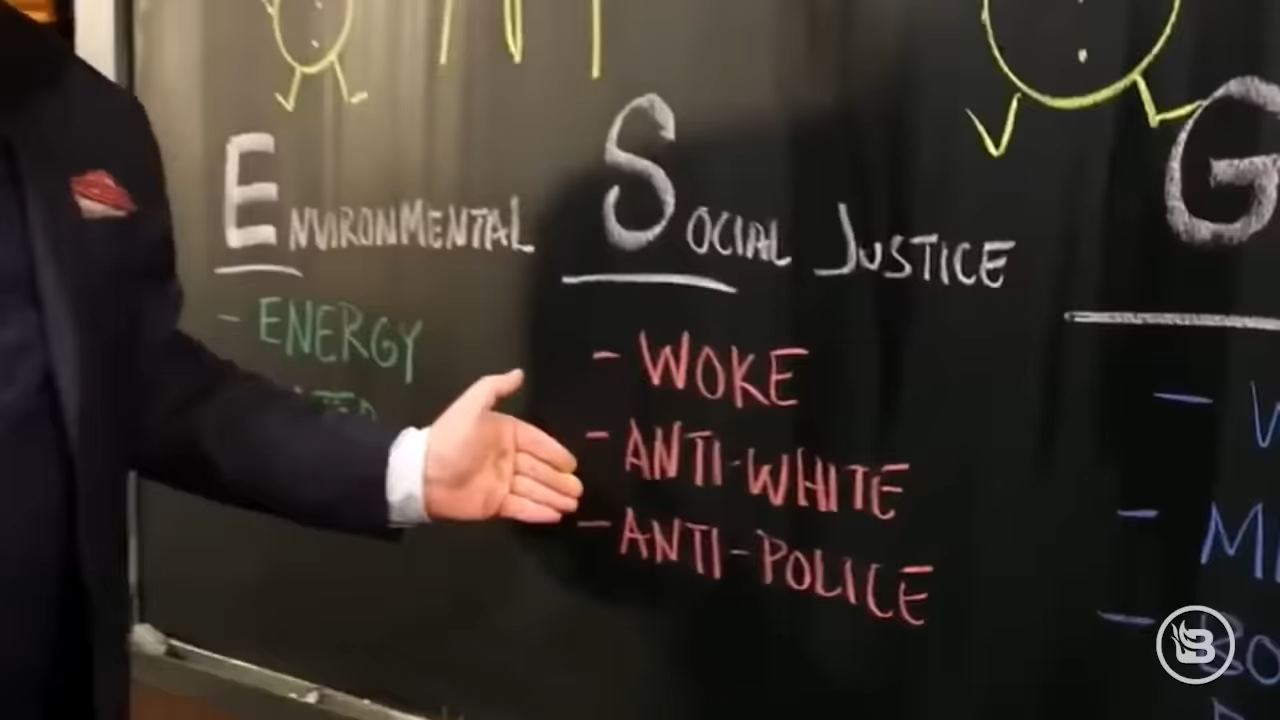 ENVIRONMENTAL
- ENERGY
SOCIAL JUSTICE
- WOKE
- ANTI-WHITE
- ANTI-POLICE
G